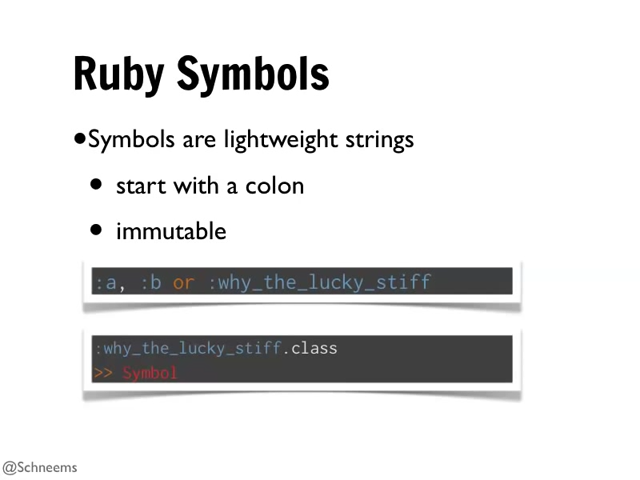 Ruby Symbols
•Symbols are lightweight strings
• start with a colon
• immutable
:a, :b or :why_the_lucky_stiff
:why_the_lucky_stiff.class
>> Symbol
@Schneems